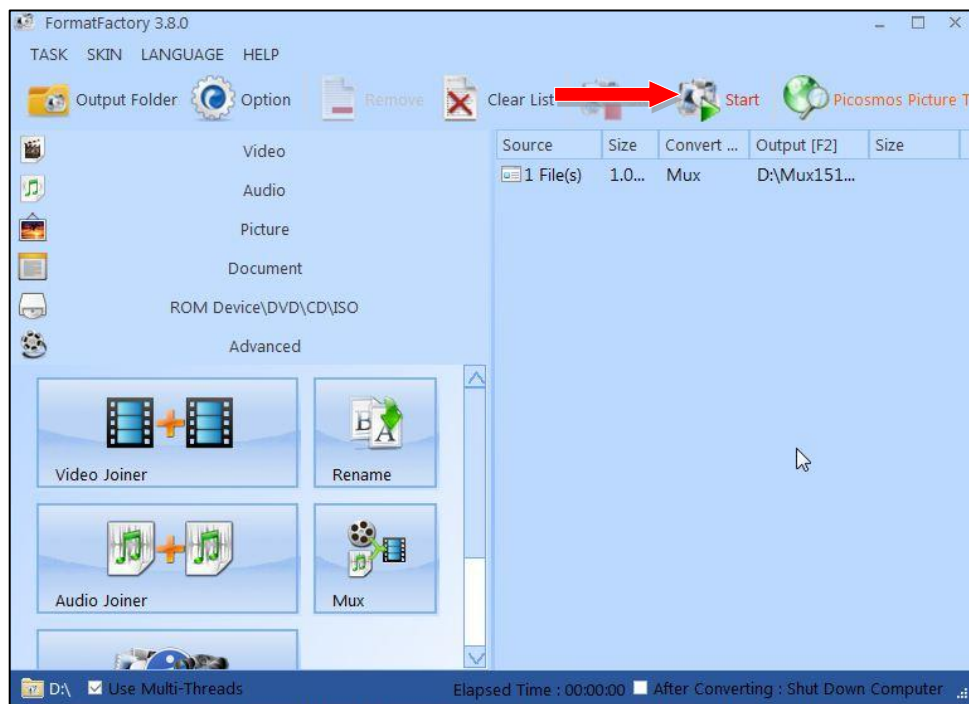 FormatFactory 3.8.0
TASK SKIN LANGUAGE HELP
Output Folder Option Remove Clear List Start Picosmos Picture T
Video
Audio
Picture
Document
ROM Device\DVD\CD\ISO
Advanced
Video Joiner Rename
Audio Joiner Mux
Source Size Convert ... Output [F2] Size
1 File(s) 1.0... Mux D:\Mux151...
D:\ Use Multi-Threads Elapsed Time : 00:00:00 After Converting : Shut Down Computer